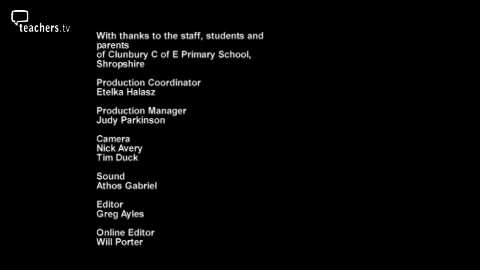 teachers.tv
With thanks to the staff, students and
parents
of Clunbury C of E Primary School,
Shropshire
Production Coordinator
Etelka Halasz
Production Manager
Judy Parkinson
Camera
Nick Avery
Tim Duck
Sound
Athos Gabriel
Editor
Greg Ayles
Online Editor
Will Porter